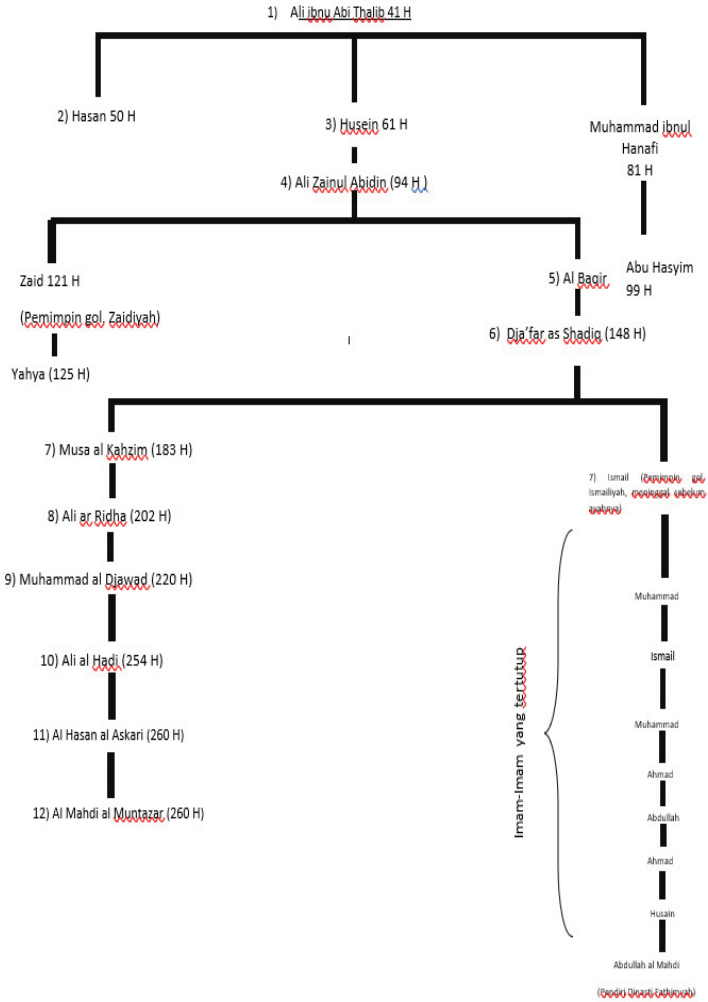 1) Ali ibnu Abi Thalib 41 H
2) Hasan 50 H
3) Husein 61 H
Muhammad ibnul
Hanafi
81 H
4) Ali Zainul Abidin (94 H )
Zaid 121 H
(Pemimpin gol. Zaidiyah)
Yahya (125 H)
5) Al Baqir
Abu Hasyim
99 H
6) Dja’far as Shadiq (148 H)
7) Musa al Kahzim (183 H)
8) Ali ar Ridha (202 H)
9) Muhammad al Djawad (220 H)
10) Ali al Hadi (254 H)
11) Al Hasan al Askari (260 H)
12) Al Mahdi al Muntazar (260 H)
7) Ismail (Pemimpin gol.
Ismailiyah, meninggal sebelum
ayahnya)
Imam-Imam yang tertutup
Muhammad
Ismail
Muhammad
Ahmad
Abdullah
Ahmad
Husain
Abdullah al Mahdi
(Pendiri Dinasti Fathimyah)